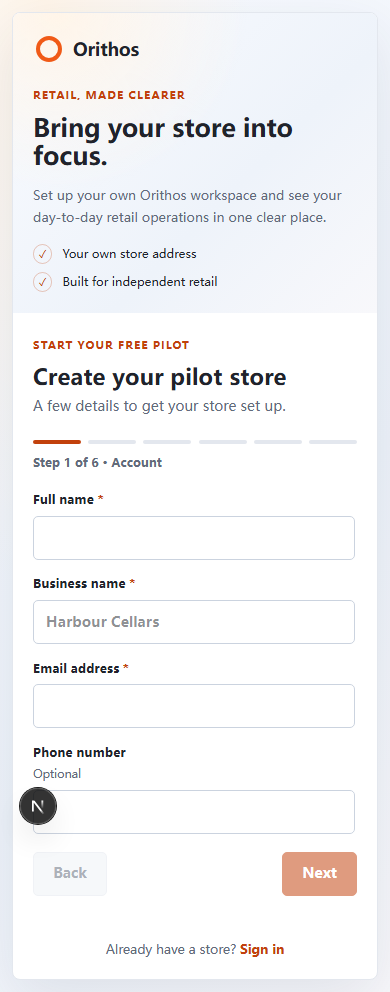 Orithos
RETAIL, MADE CLEARER
Bring your store into
focus.
Set up your own Orithos workspace and see your
day-to-day retail operations in one clear place.
✓ Your own store address
✓ Built for independent retail
START YOUR FREE PILOT
Create your pilot store
A few details to get your store set up.
Step 1 of 6 • Account
Full name *
Business name *
Harbour Cellars
Email address *
Phone number
Optional
N
Back
Next
Already have a store? Sign in